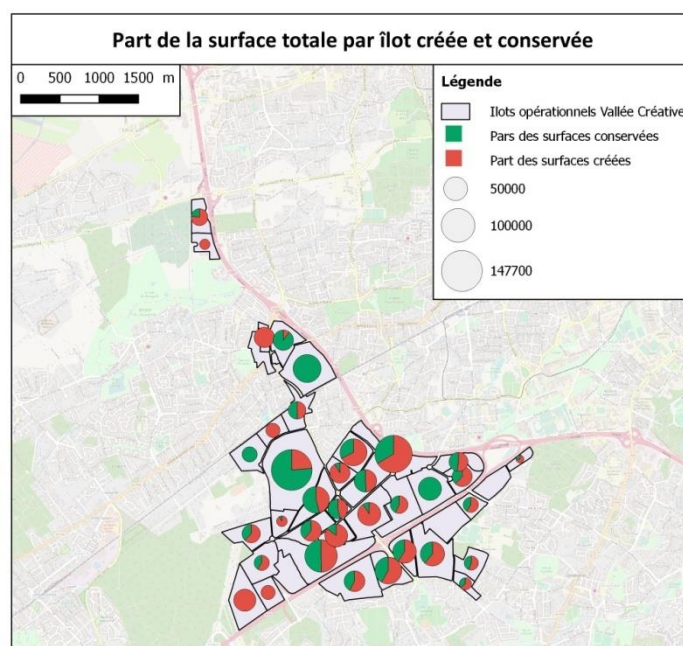 Part de la surface totale par îlot créée et conservée
0 500 1000 1500 m
Légende
Ilots opérationnels Vallée Créative
Pars des surfaces conservées
Part des surfaces créées
50000
100000
147700